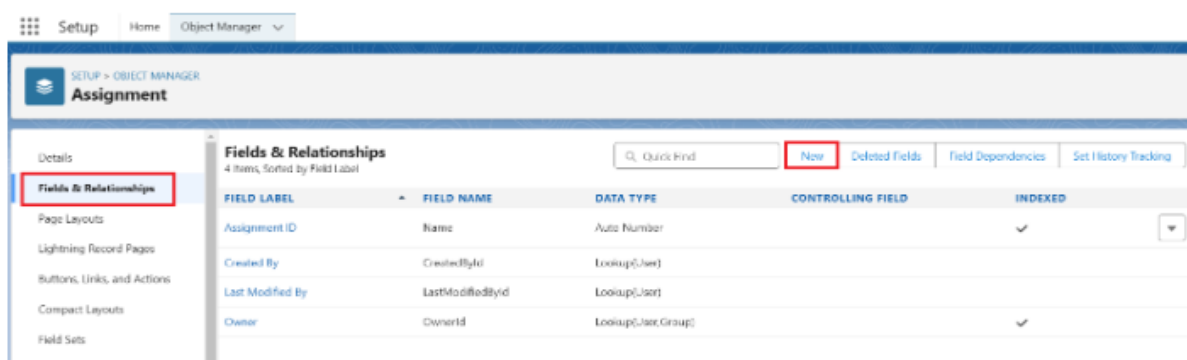 Setup Home Object Manager
SETUP > OBJECT MANAGER
Assignment
Details
Fields & Relationships
Page Layouts
Lightning Record Pages
Buttons, Links, and Actions
Compact Layouts
Field Sets
Fields & Relationships
4 Items, Sorted by Field Label
Quick Find New Deleted Fields Field Dependencies Set History Tracking
FIELD LABEL FIELD NAME DATA TYPE CONTROLLING FIELD INDEXED
Assignment ID Name Auto Number
Created By CreatedById Lookup(User)
Last Modified By LastModifiedById Lookup(User)
Owner OwnerId Lookup(User,Group)